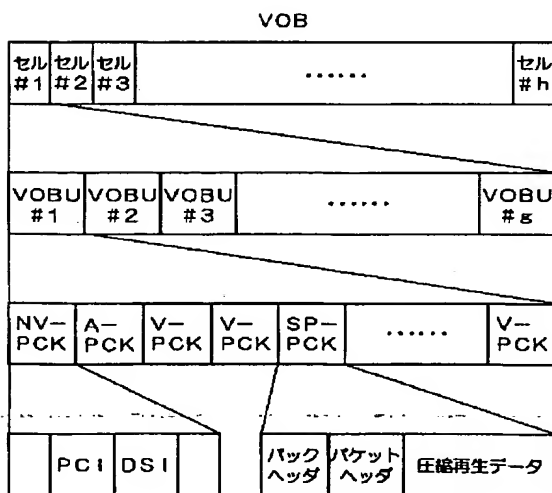 VOB
セル セル セル セル
#1 #2 #3 ‥‥‥ #h
VOBU VOBU VOBU VOBU
#1 #2 #3 ‥‥‥ #g
NV- A- V- V- SP- V-
PCK PCK PCK PCK PCK ‥‥‥ PCK
PCI DSI
パック パケット
ヘッダ ヘッダ 圧縮再生データ